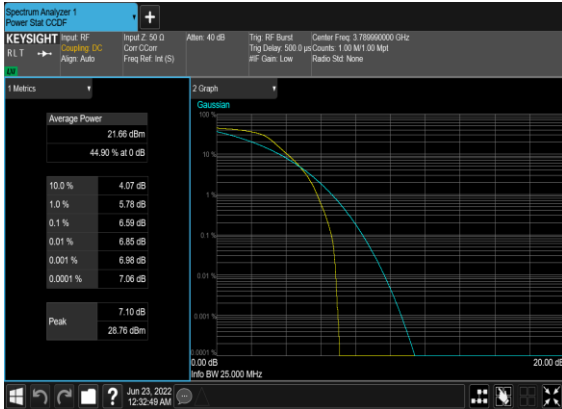 Spectrum Analyzer 1
Power Stat CCDF
+
KEYSIGHT Input: RF Input Z: 50 Ω Atten: 40 dB Trig: RF Burst Center Freq: 3.789990000 GHz
RLT Coupling: DC Corr CCorr Trig Delay: 500.0 µs Counts: 1.00 M/1.00 Mpt
Align: Auto Freq Ref: Int (S) #IF Gain: Low Radio Std: None
1 Metrics
2 Graph
Average Power
21.66 dBm
44.90 % at 0 dB
10.0 % 4.07 dB
1.0 % 5.78 dB
0.1 % 6.59 dB
0.01 % 6.85 dB
0.001 % 6.98 dB
0.0001 % 7.06 dB
Peak
7.10 dB
28.76 dBm
Gaussian
100 %
10 %
1 %
0.1 %
0.01 %
0.001 %
0.0001 %
0.00 dB 20.00 dB
Info BW 25.000 MHz
?
Jun 23, 2022
12:32:49 AM